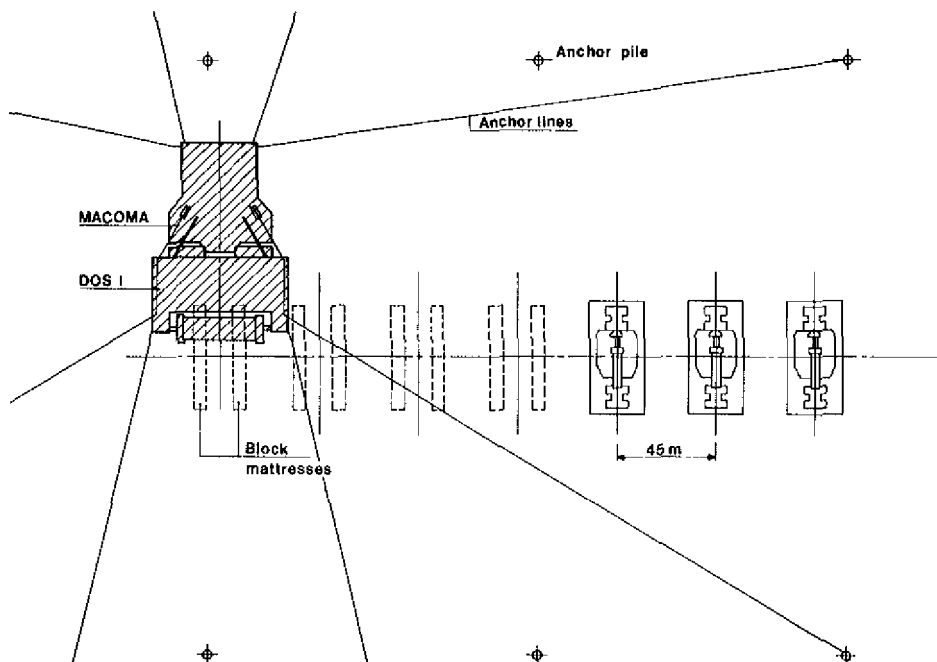 Anchor pile
Anchor lines
MACOMA
DOS I
Block
mattresses
45 m